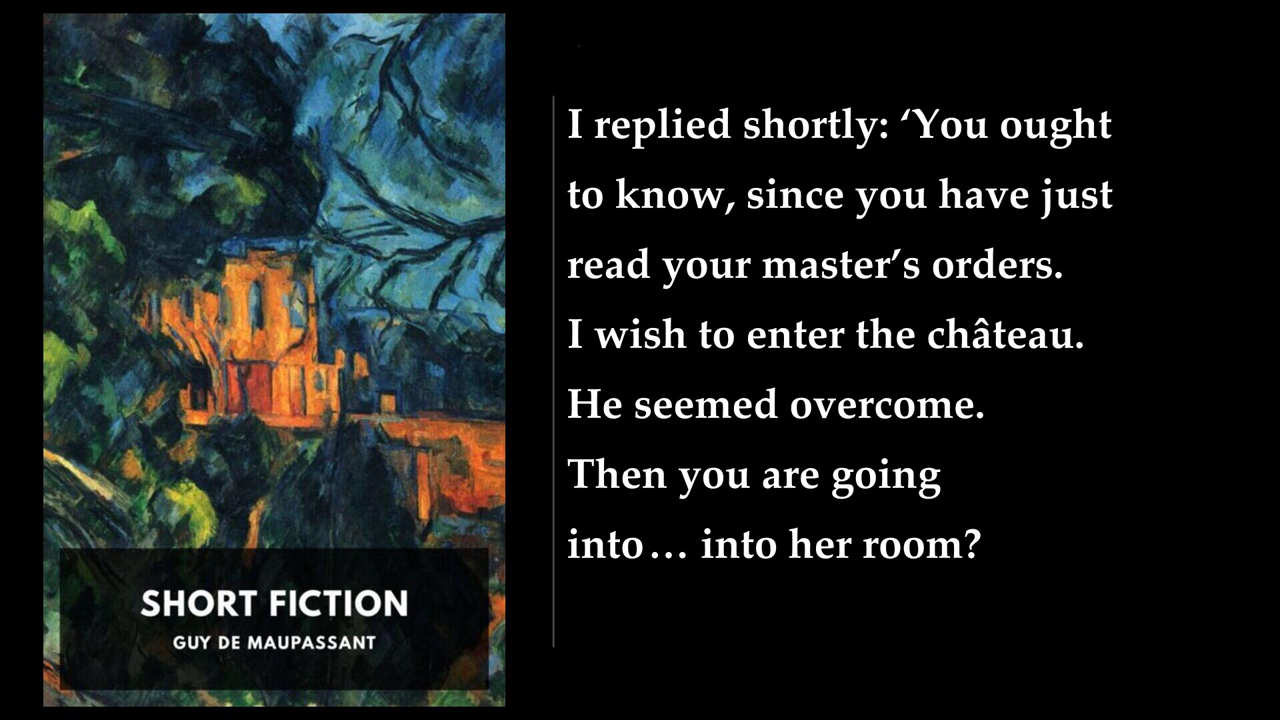 I replied shortly: ‘You ought
to know, since you have just
read your master’s orders.
I wish to enter the château.
He seemed overcome.
Then you are going
into… into her room?
SHORT FICTION
GUY DE MAUPASSANT